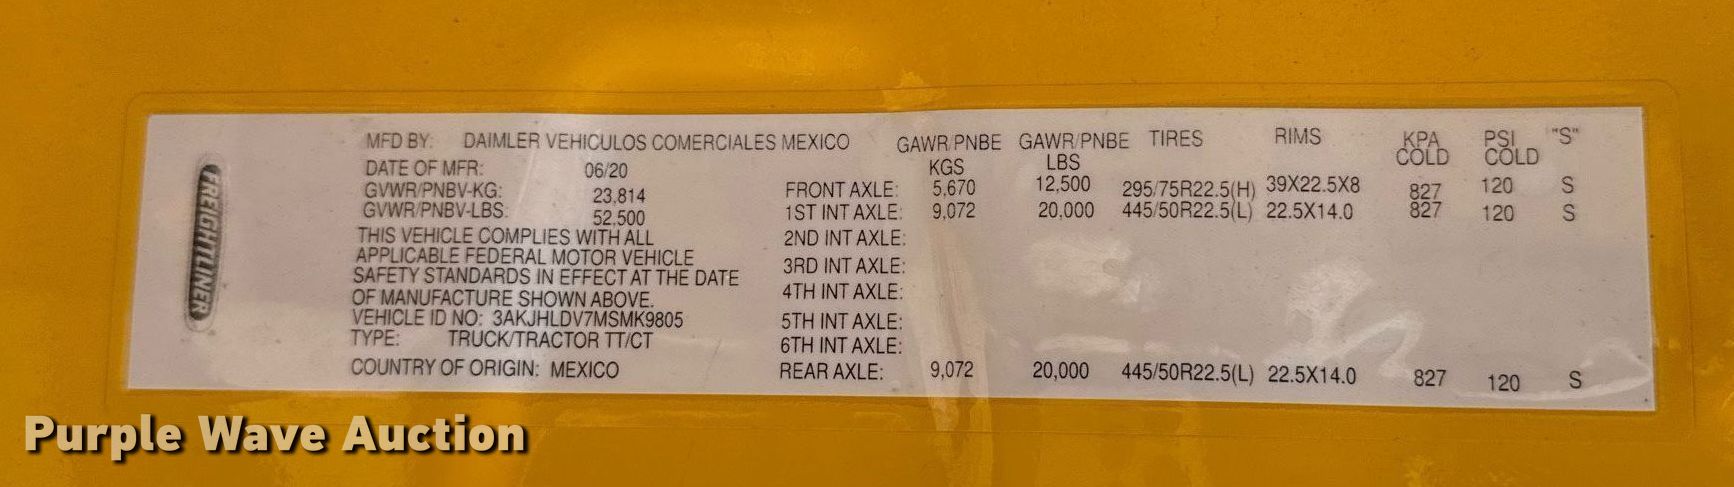 FREIGHTLINER
MFD BY: DAIMLER VEHICULOS COMERCIALES MEXICO
DATE OF MFR: 06/20
GVWR/PNBV-KG: 23,814
GVWR/PNBV-LBS: 52,500
THIS VEHICLE COMPLIES WITH ALL
APPLICABLE FEDERAL MOTOR VEHICLE
SAFETY STANDARDS IN EFFECT AT THE DATE
OF MANUFACTURE SHOWN ABOVE.
VEHICLE ID NO: 3AKJHLDV7MSMK9805
TYPE: TRUCK/TRACTOR TT/CT
COUNTRY OF ORIGIN: MEXICO
GAWR/PNBE GAWR/PNBE TIRES RIMS KPA PSI "S"
KGS LBS COLD COLD
FRONT AXLE: 5,670 12,500 295/75R22.5(H) 39X22.5X8 827 120 S
1ST INT AXLE: 9,072 20,000 445/50R22.5(L) 22.5X14.0 827 120 S
2ND INT AXLE:
3RD INT AXLE:
4TH INT AXLE:
5TH INT AXLE:
6TH INT AXLE:
REAR AXLE: 9,072 20,000 445/50R22.5(L) 22.5X14.0 827 120 S
Purple Wave Auction